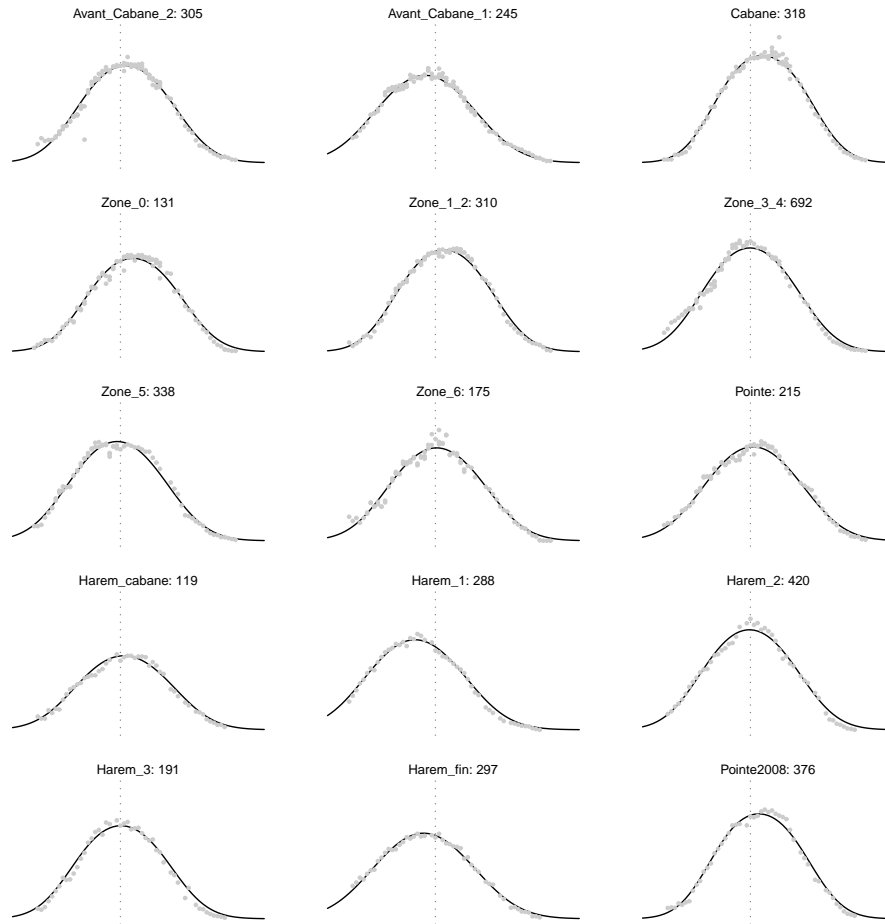 Avant_Cabane_2: 305
Avant_Cabane_1: 245
Cabane: 318
Zone_0: 131
Zone_1_2: 310
Zone_3_4: 692
Zone_5: 338
Zone_6: 175
Pointe: 215
Harem_cabane: 119
Harem_1: 288
Harem_2: 420
Harem_3: 191
Harem_fin: 297
Pointe2008: 376